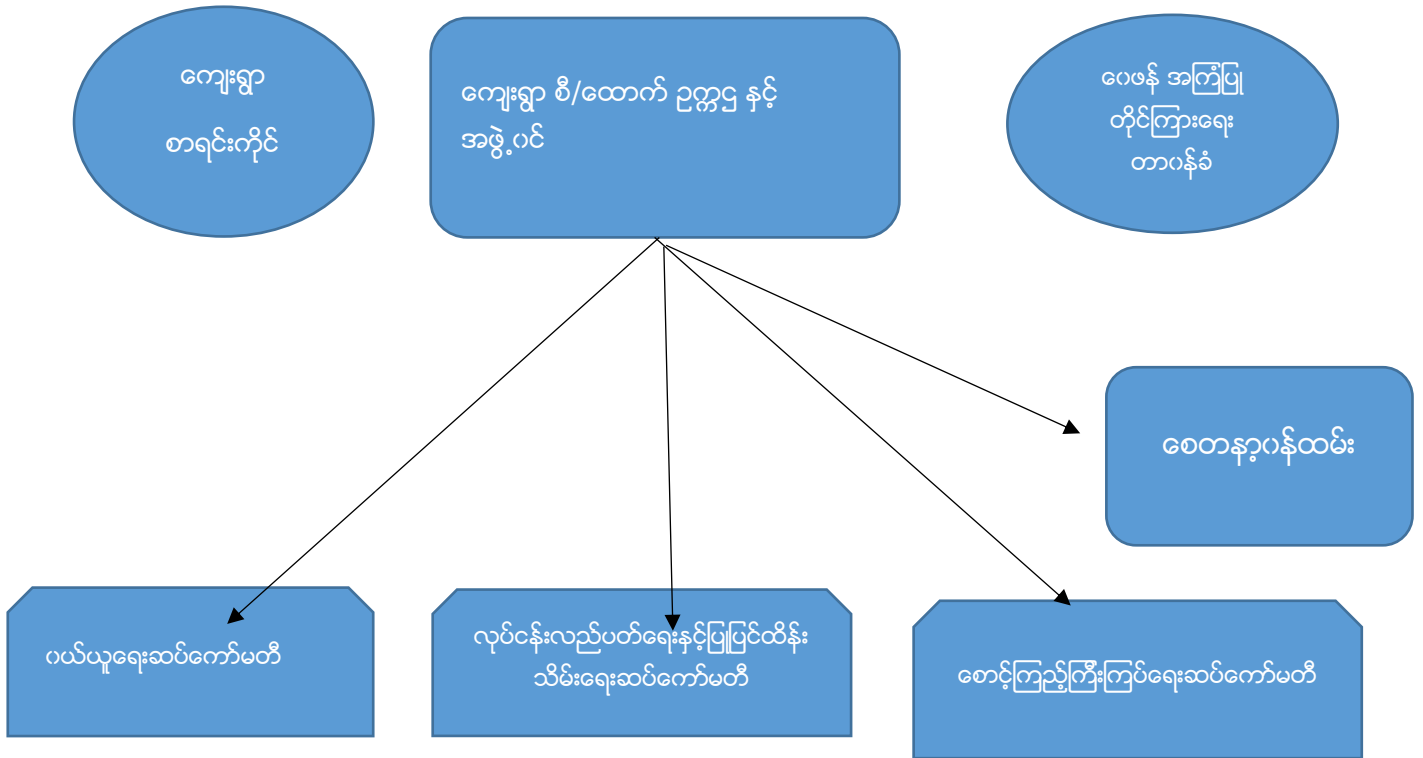 ကျေးရွာ
စာရင်းကိုင်
ကျေးရွာ စီ/ထောက် ဥက္ကဌ နှင့်
အဖွဲ့ဝင်
ဝေဖန် အကြံပြု
တိုင်ကြားရေး
တာဝန်ခံ
စေတနာ့ဝန်ထမ်း
ဝယ်ယူရေးဆပ်ကော်မတီ
လုပ်ငန်းလည်ပတ်ရေးနှင့်ပြုပြင်ထိန်း
သိမ်းရေးဆပ်ကော်မတီ
စောင့်ကြည့်ကြီးကြပ်ရေးဆပ်ကော်မတီ